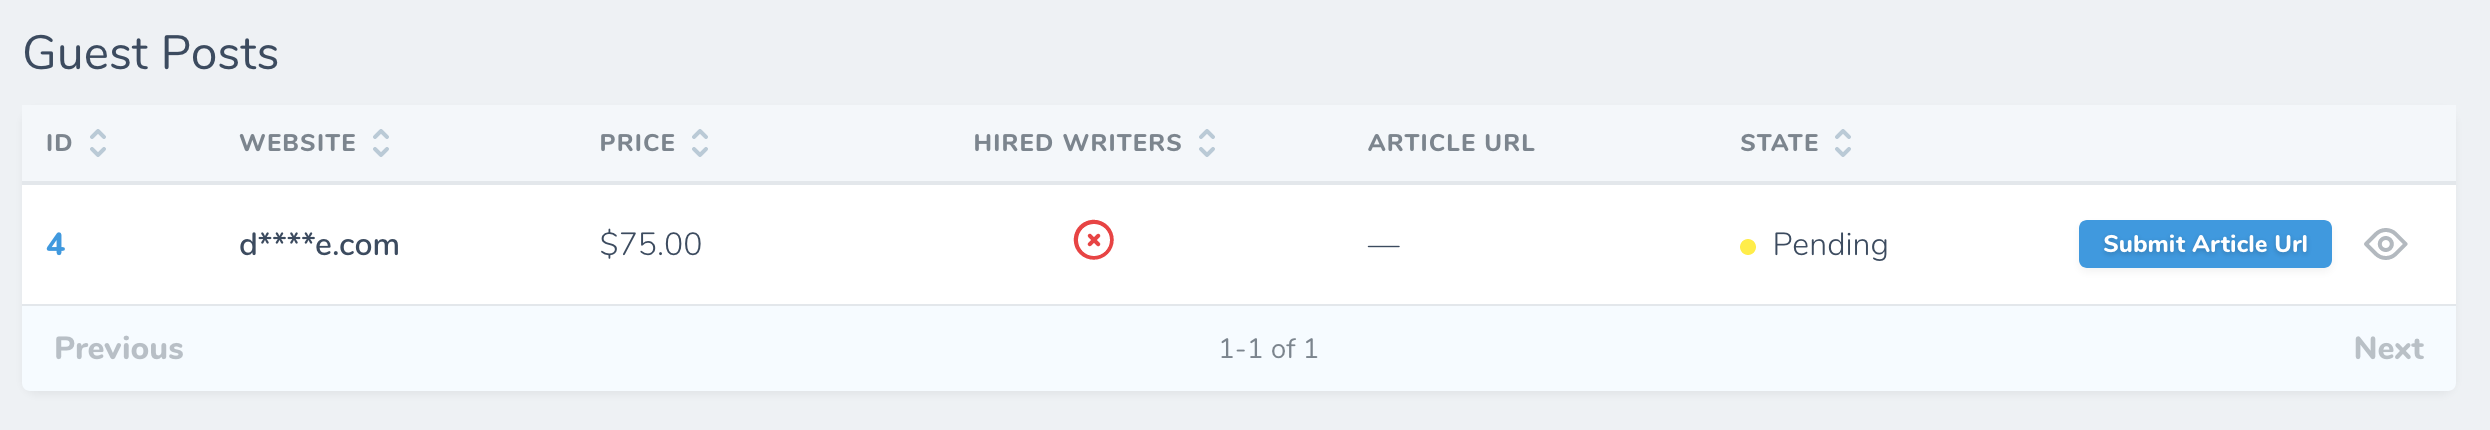 Guest Posts
ID WEBSITE PRICE HIRED WRITERS ARTICLE URL STATE
4 d****e.com $75.00 — Pending Submit Article Url
Previous 1-1 of 1 Next